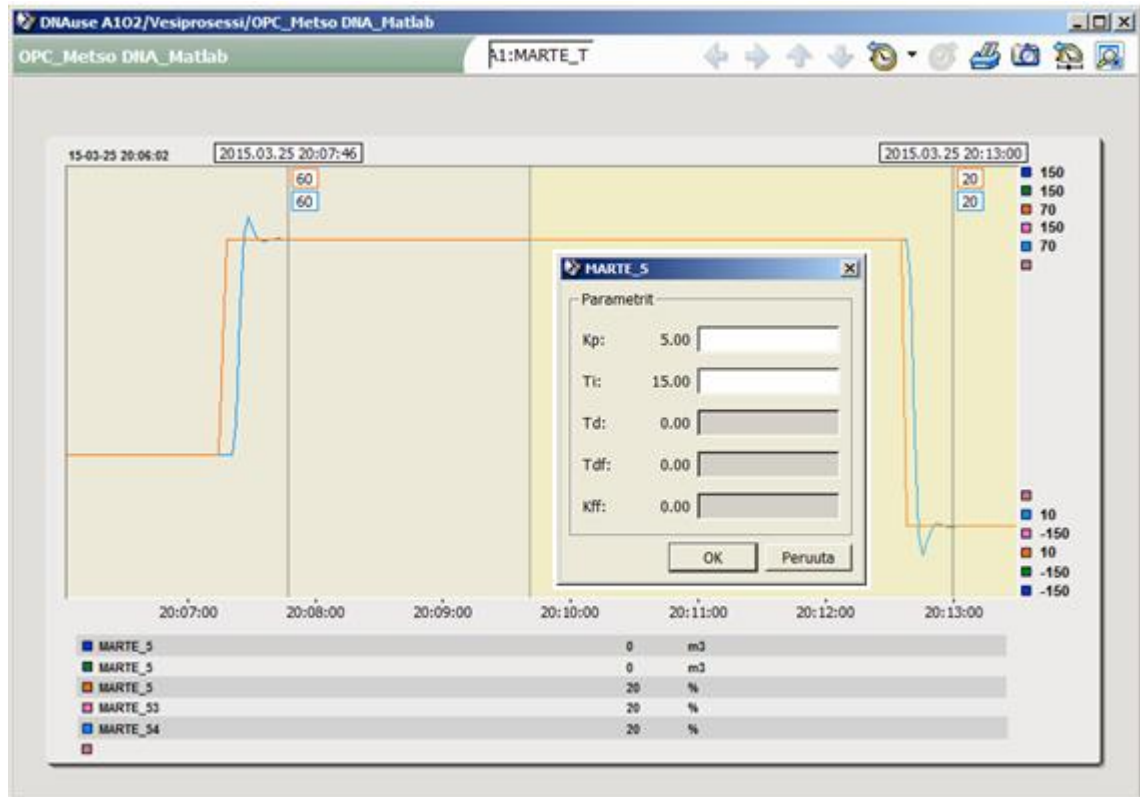 DNAuse A102/Vesiprosessi/OPC_Metso DNA_Matlab
OPC_Metso DNA_Matlab A1:MARTE_T
15-03-25 20:06:02 2015.03.25 20:07:46 2015.03.25 20:13:00
60 20 150
60 20 150
70
150
70
MARTE_5
Parametrit
Kp: 5.00
Ti: 15.00
Td: 0.00
Tdf: 0.00
Kff: 0.00
OK Peruuta
10
-150
10
-150
-150
20:07:00 20:08:00 20:09:00 20:10:00 20:11:00 20:12:00 20:13:00
MARTE_5 0 m3
MARTE_5 0 m3
MARTE_5 20 %
MARTE_53 20 %
MARTE_54 20 %